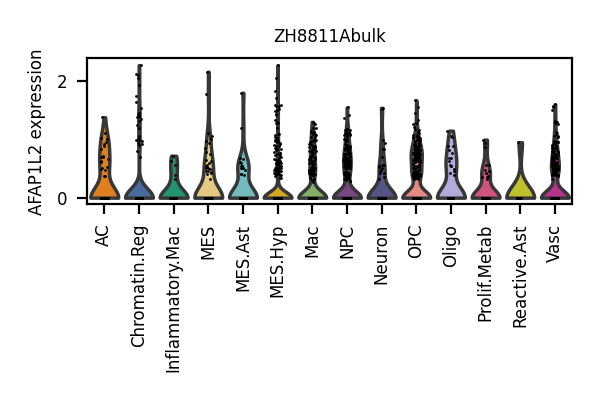 ZH8811Abulk
AFAP1L2 expression
2
0
AC
Chromatin.Reg
Inflammatory.Mac
MES
MES.Ast
MES.Hyp
Mac
NPC
Neuron
OPC
Oligo
Prolif.Metab
Reactive.Ast
Vasc